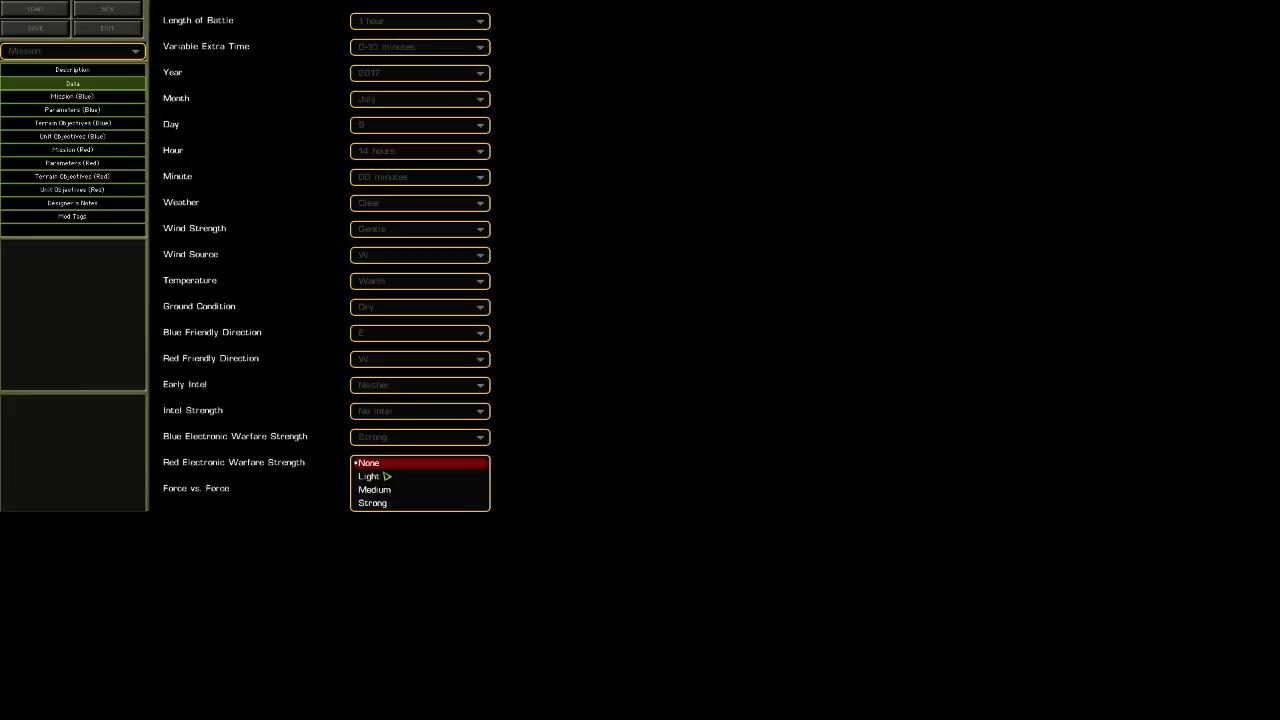 LOAD NEW
SAVE EXIT
Mission
Description
Data
Mission (Blue)
Parameters (Blue)
Terrain Objectives (Blue)
Unit Objectives (Blue)
Mission (Red)
Parameters (Red)
Terrain Objectives (Red)
Unit Objectives (Red)
Designer's Notes
Mod Tags
Length of Battle 1 hour
Variable Extra Time 0-10 minutes
Year 2017
Month July
Day 9
Hour 14 hours
Minute 00 minutes
Weather Clear
Wind Strength Gentle
Wind Source W
Temperature Warm
Ground Condition Dry
Blue Friendly Direction E
Red Friendly Direction W
Early Intel Neither
Intel Strength No Intel
Blue Electronic Warfare Strength Strong
Red Electronic Warfare Strength •None
Light
Force vs. Force Medium
Strong